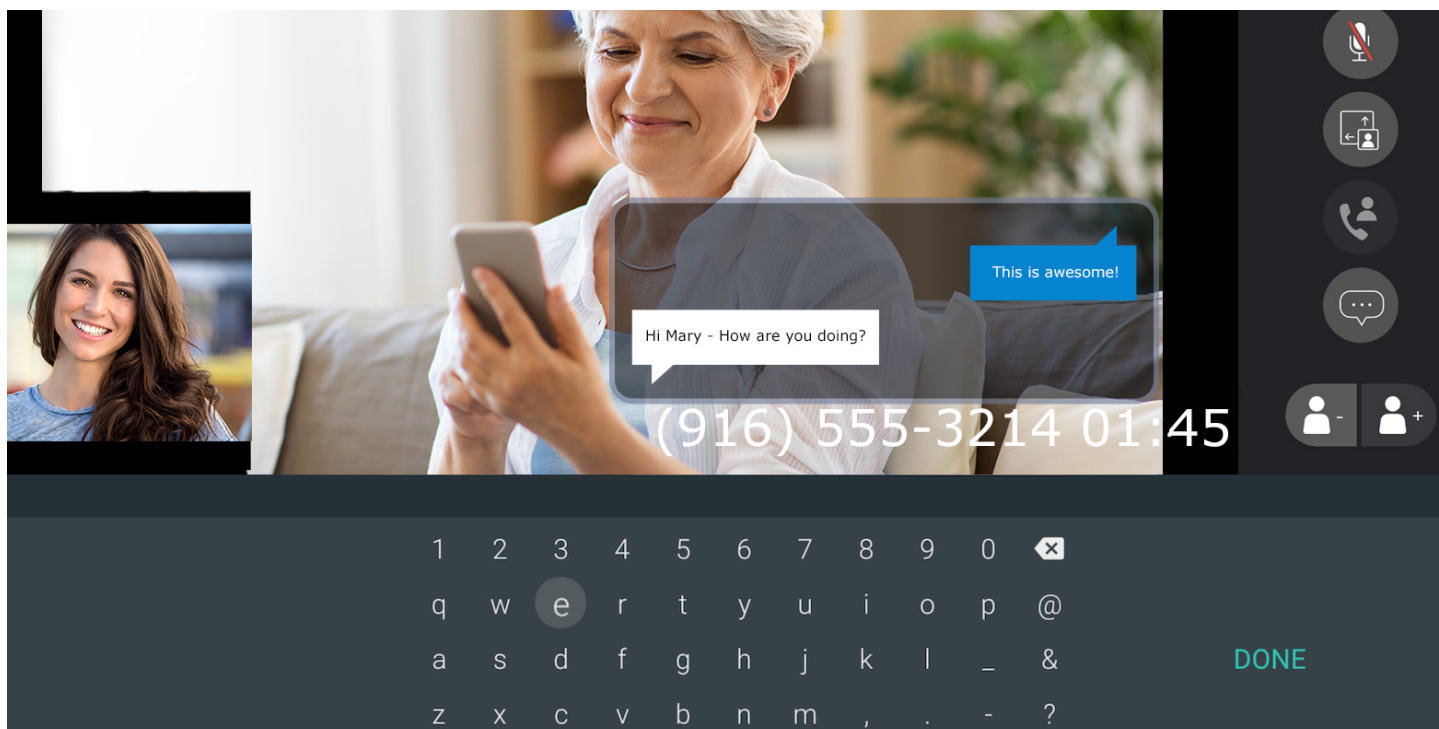 This is awesome!
Hi Mary - How are you doing?
(916) 555-3214 01:45
- +
1 2 3 4 5 6 7 8 9 0
q w e r t y u i o p @
a s d f g h j k l _ &
DONE
z x c v b n m , . - ?